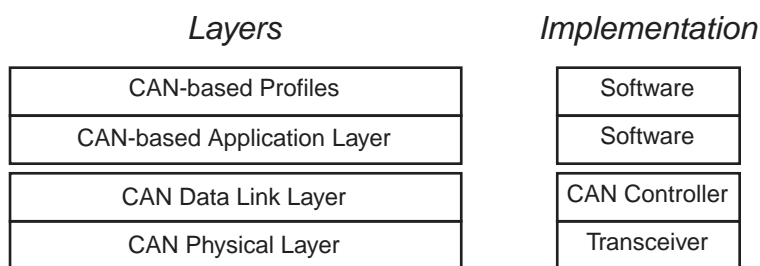 Layers Implementation
CAN-based Profiles Software
CAN-based Application Layer Software
CAN Data Link Layer CAN Controller
CAN Physical Layer Transceiver